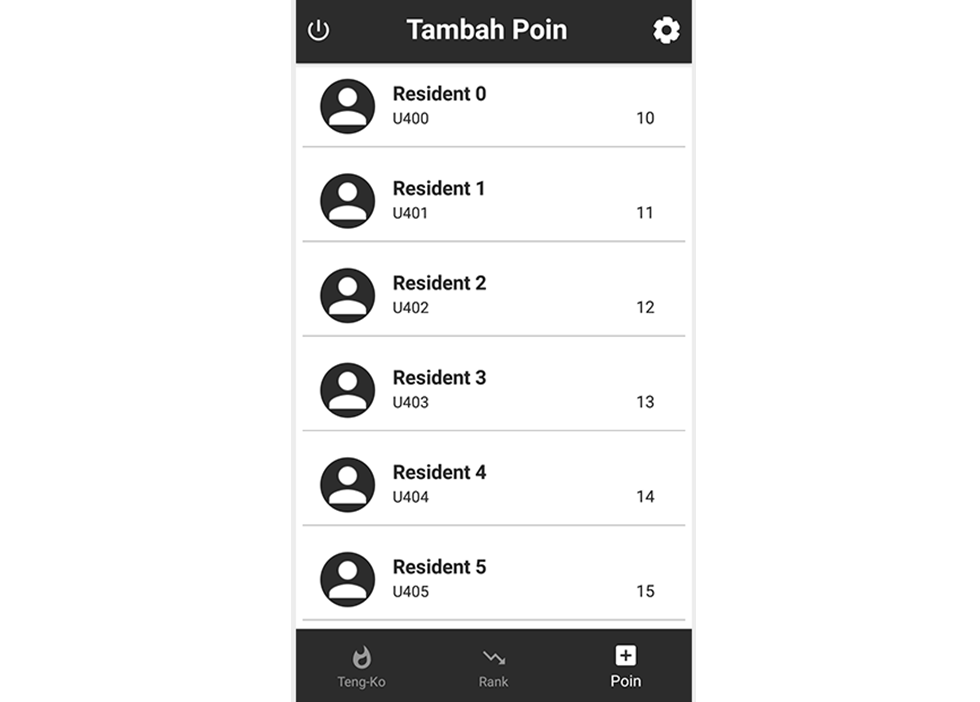 Tambah Poin
Resident 0
U400 10
Resident 1
U401 11
Resident 2
U402 12
Resident 3
U403 13
Resident 4
U404 14
Resident 5
U405 15
Teng-Ko Rank Poin